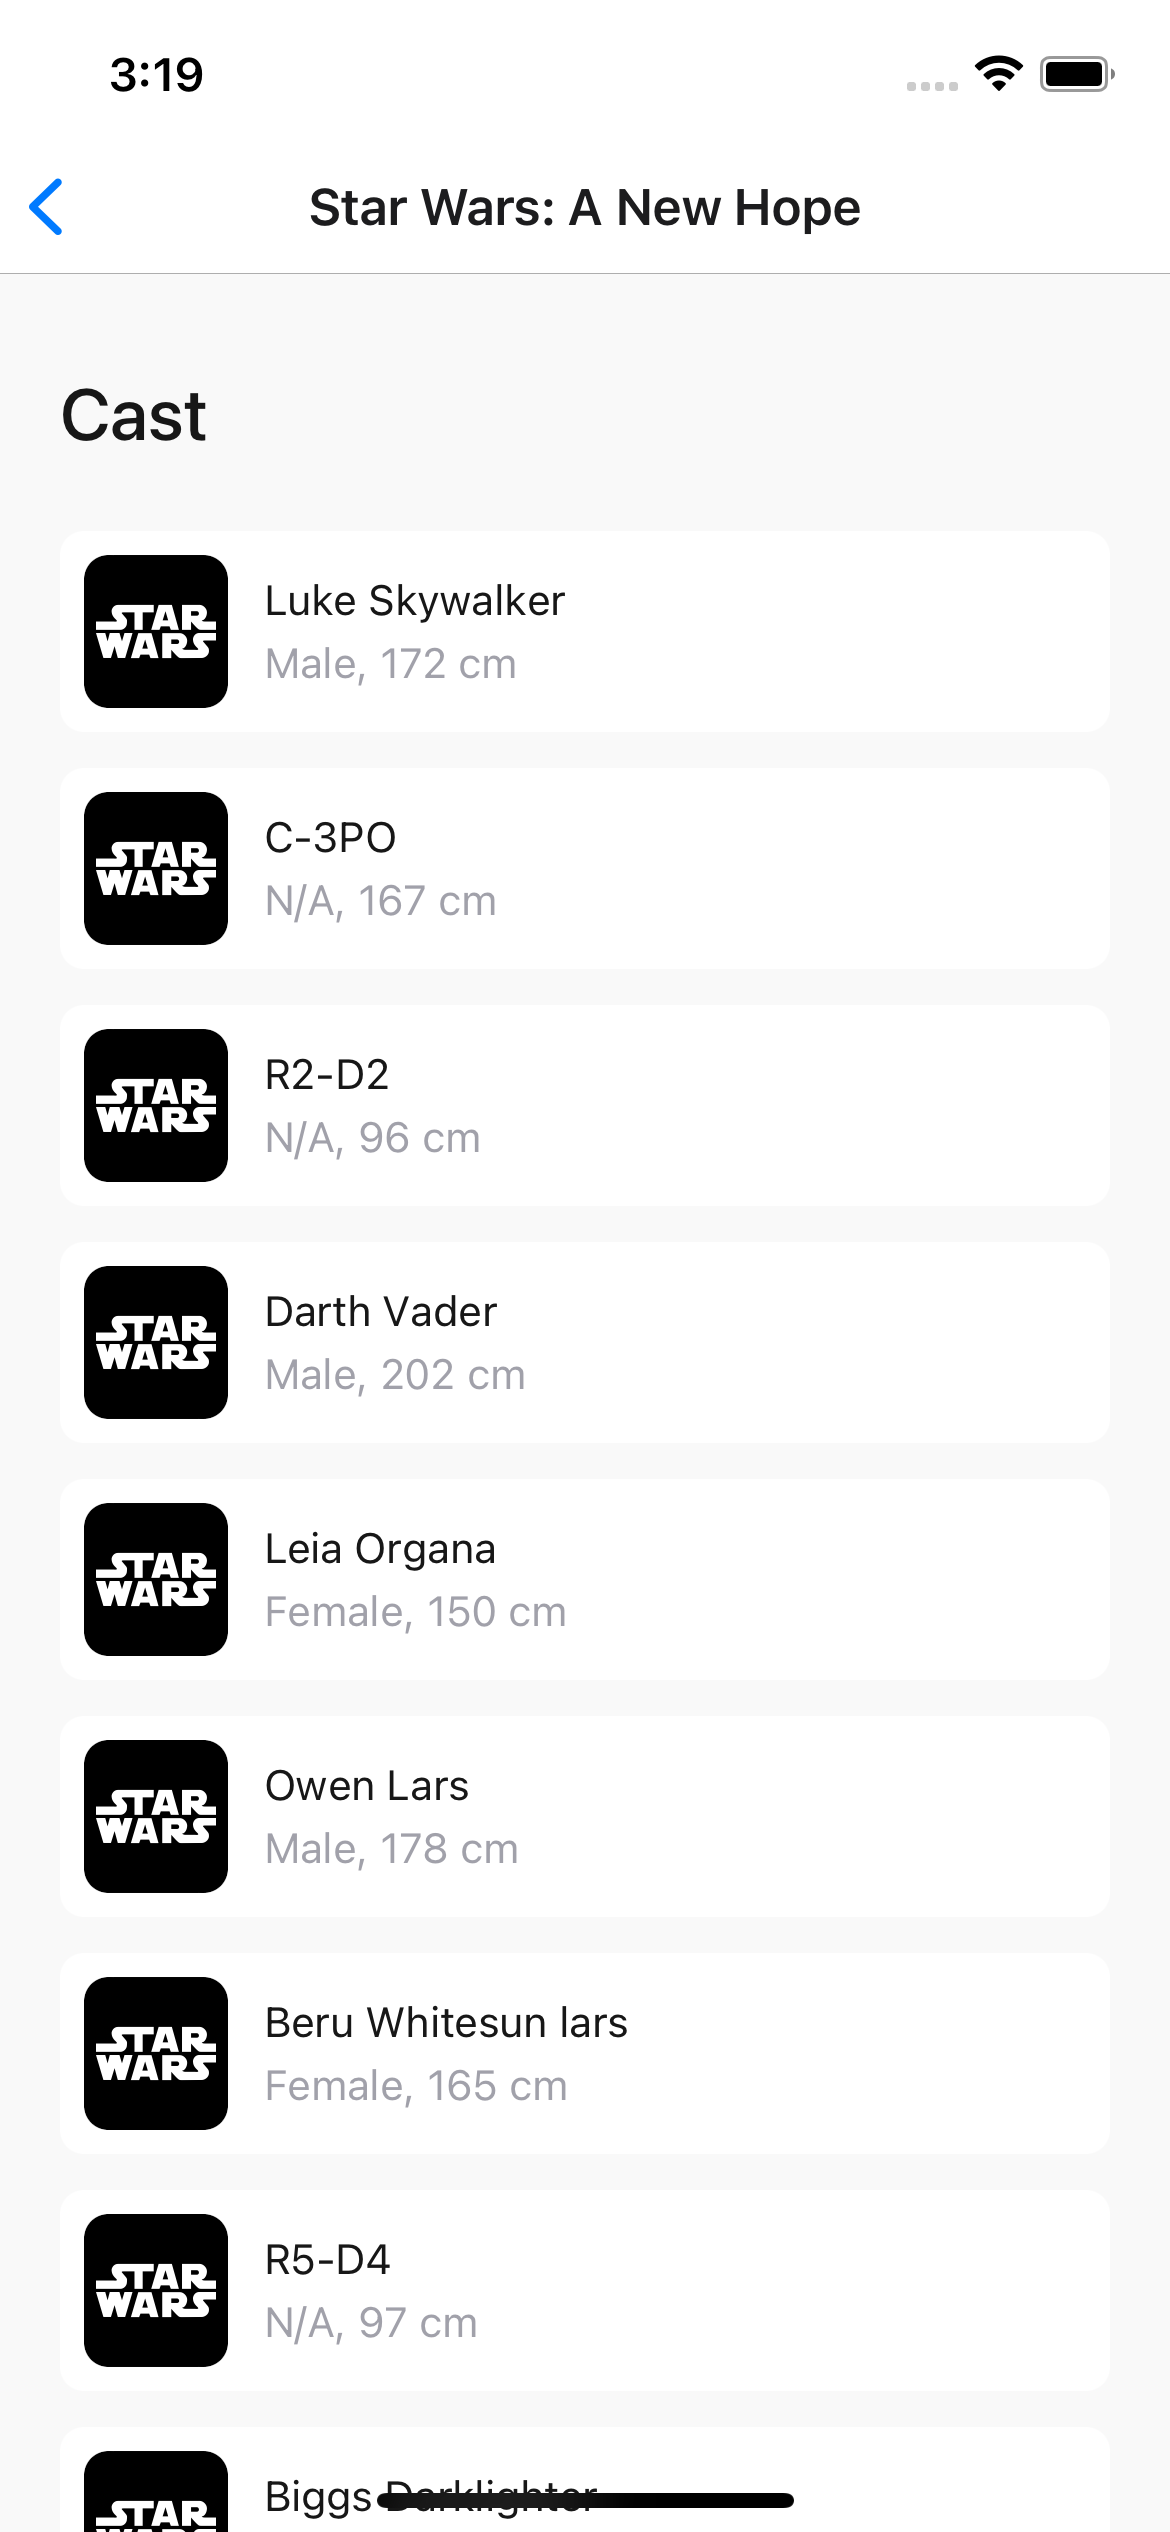 3:19
Star Wars: A New Hope
Cast
STAR
WARS
Luke Skywalker
Male, 172 cm
STAR
WARS
C-3PO
N/A, 167 cm
STAR
WARS
R2-D2
N/A, 96 cm
STAR
WARS
Darth Vader
Male, 202 cm
STAR
WARS
Leia Organa
Female, 150 cm
STAR
WARS
Owen Lars
Male, 178 cm
STAR
WARS
Beru Whitesun lars
Female, 165 cm
STAR
WARS
R5-D4
N/A, 97 cm
STAR
WARS
Biggs Darklighter